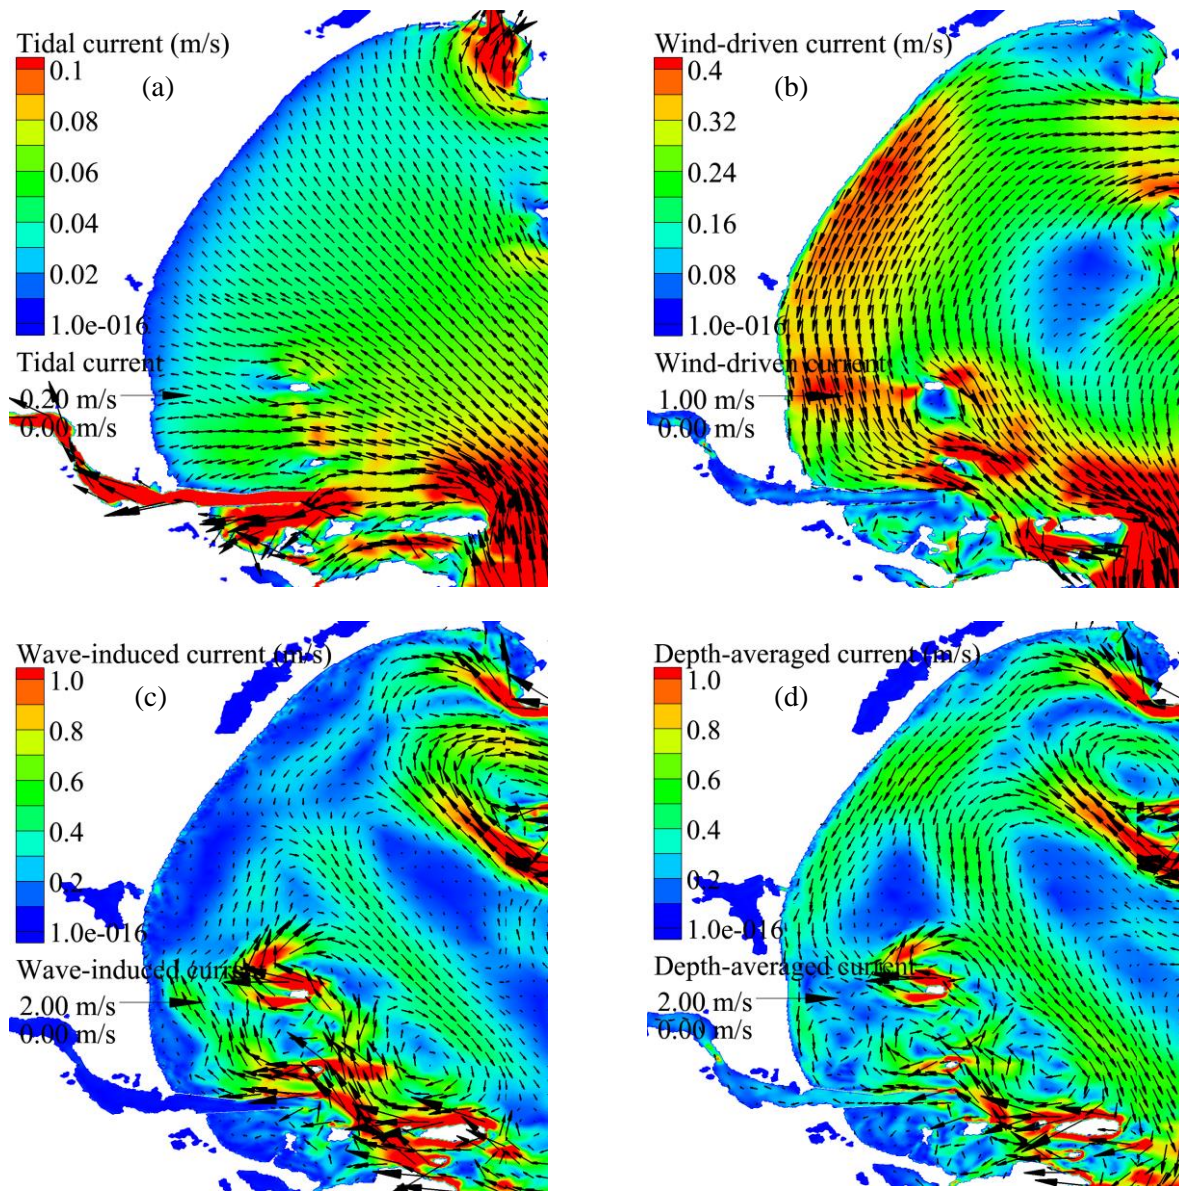 Tidal current (m/s)
(a)
0.1
0.08
0.06
0.04
0.02
1.0e-016
Tidal current
0.20 m/s
0.00 m/s
Wind-driven current (m/s)
(b)
0.4
0.32
0.24
0.16
0.08
1.0e-016
Wind-driven current
1.00 m/s
0.00 m/s
Wave-induced current (m/s)
(c)
1.0
0.8
0.6
0.4
0.2
1.0e-016
Wave-induced current
2.00 m/s
0.00 m/s
Depth-averaged current (m/s)
(d)
1.0
0.8
0.6
0.4
0.2
1.0e-016
Depth-averaged current
2.00 m/s
0.00 m/s